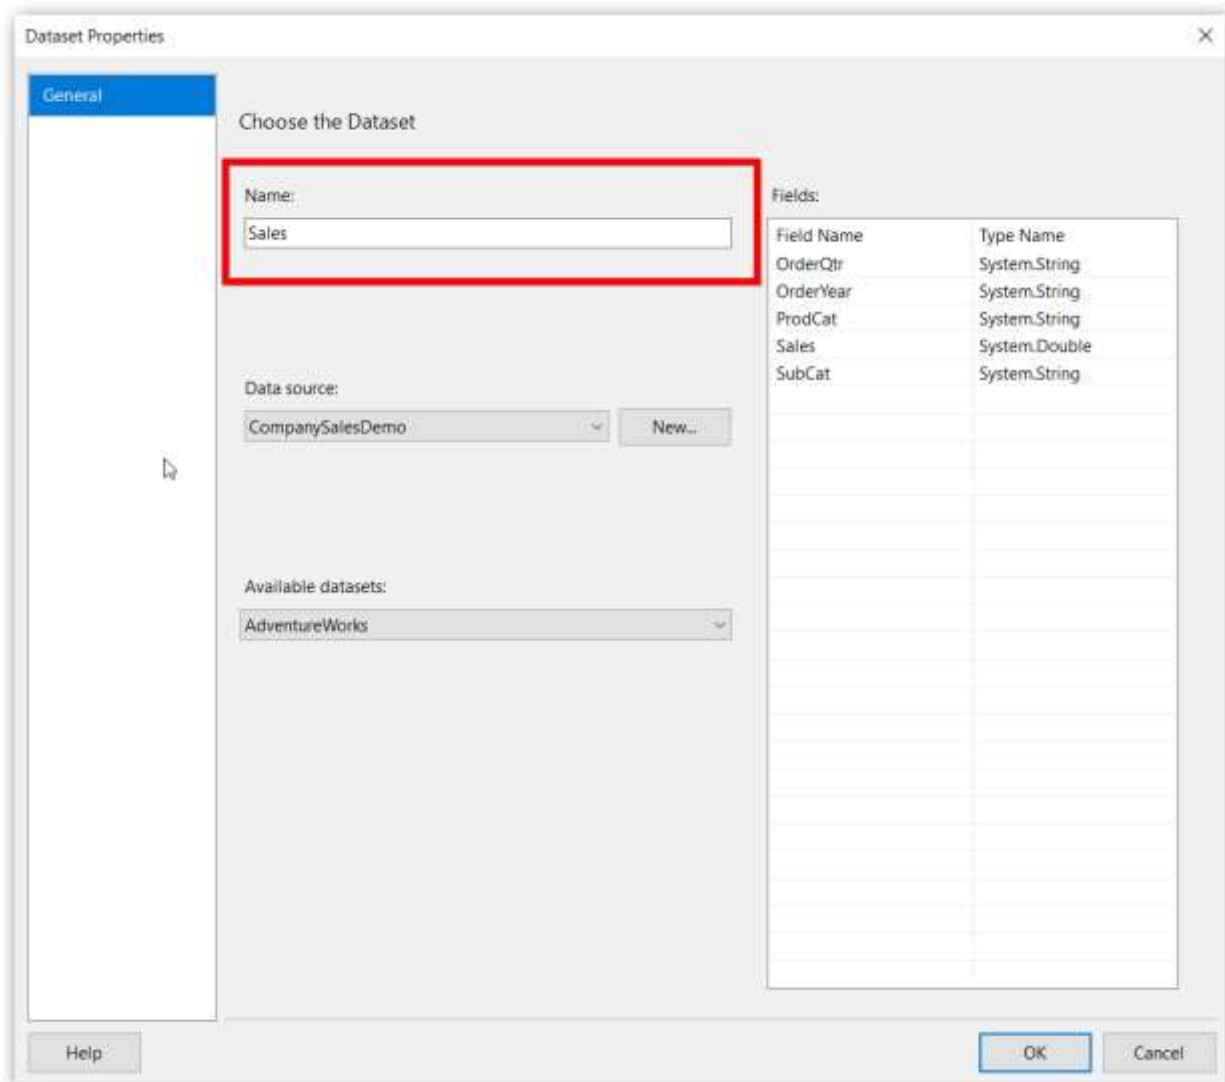 Dataset Properties
General
Choose the Dataset
Name:
Sales
Data source:
CompanySalesDemo
New...
Available datasets:
AdventureWorks
Fields:
Field Name Type Name
OrderQtr System.String
OrderYear System.String
ProdCat System.String
Sales System.Double
SubCat System.String
Help
OK
Cancel